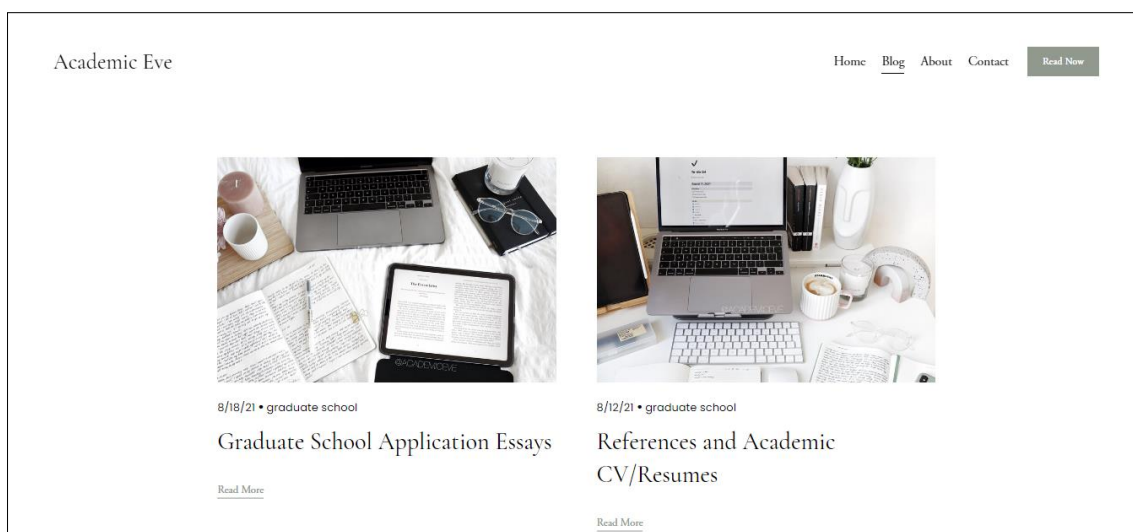 Academic Eve
Home Blog About Contact Read Now
@ACADEMICEVE
8/18/21 • graduate school
Graduate School Application Essays
Read More
8/12/21 • graduate school
References and Academic
CV/Resumes
Read More